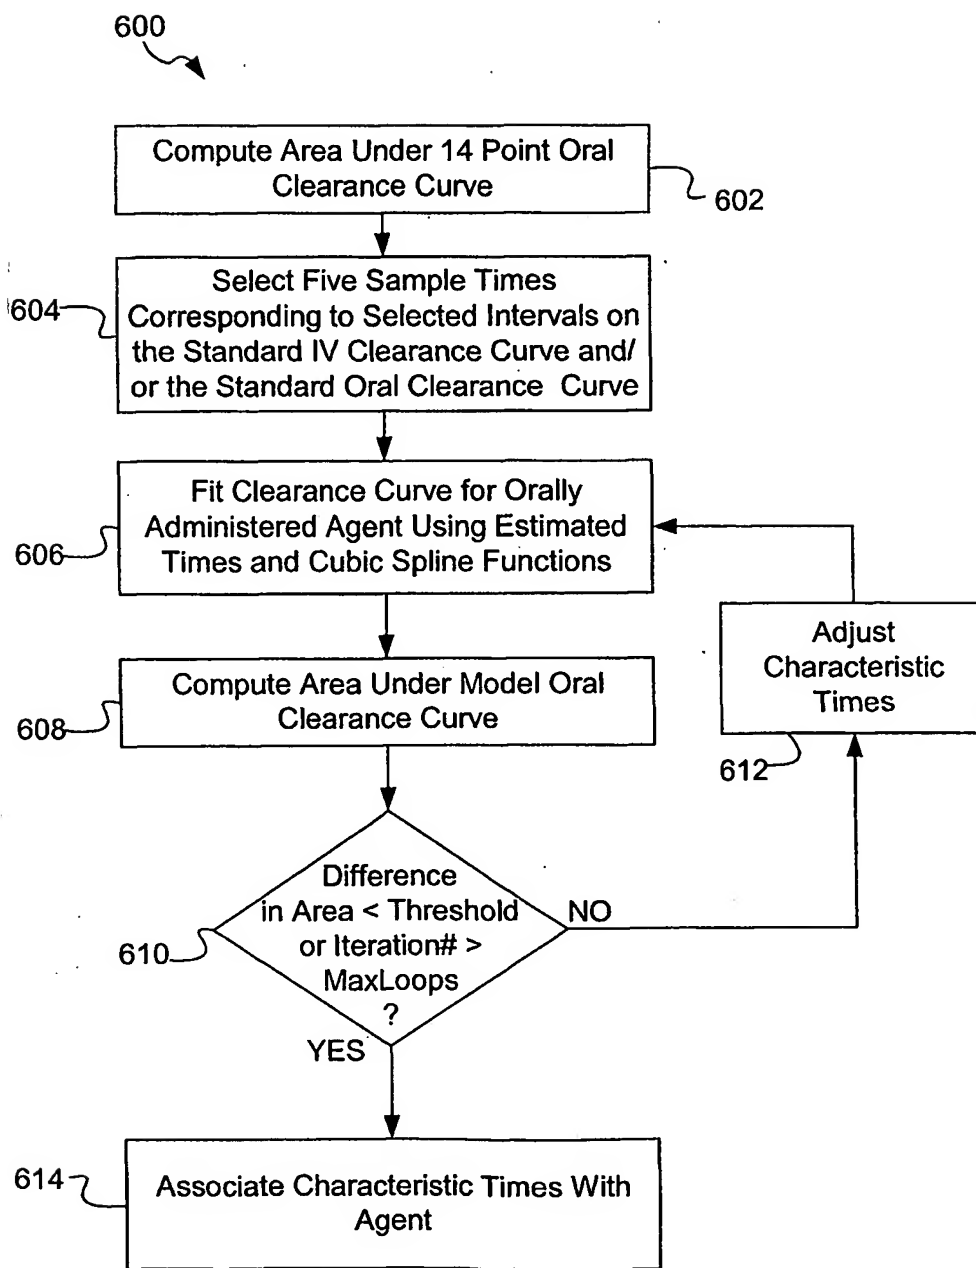 600
Compute Area Under 14 Point Oral
Clearance Curve
602
Select Five Sample Times
Corresponding to Selected Intervals on
the Standard IV Clearance Curve and/
or the Standard Oral Clearance Curve
604
Fit Clearance Curve for Orally
Administered Agent Using Estimated
Times and Cubic Spline Functions
606
Adjust
Characteristic
Times
612
Compute Area Under Model Oral
Clearance Curve
608
Difference
in Area < Threshold
or Iteration# >
MaxLoops
?
610
NO
YES
Associate Characteristic Times With
Agent
614